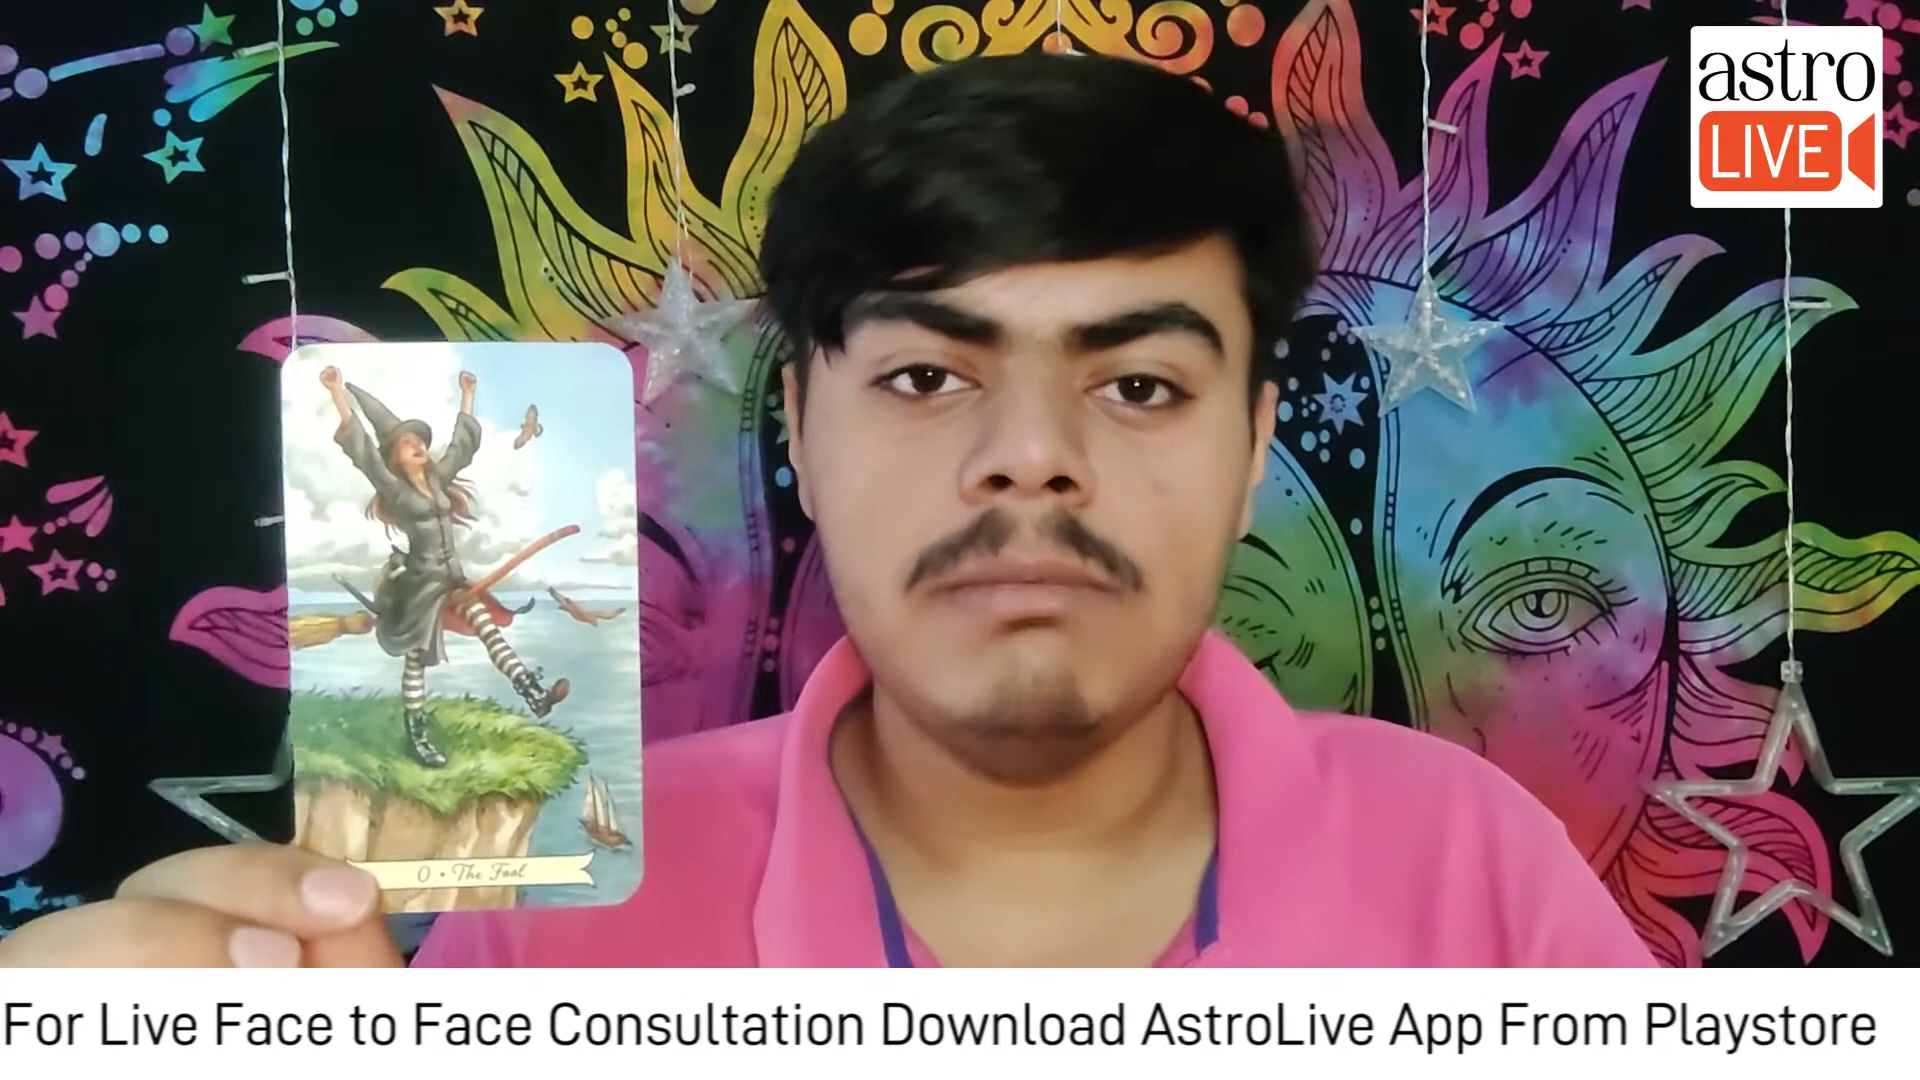 astro
LIVE
0 • The Fool
For Live Face to Face Consultation Download AstroLive App From Playstore